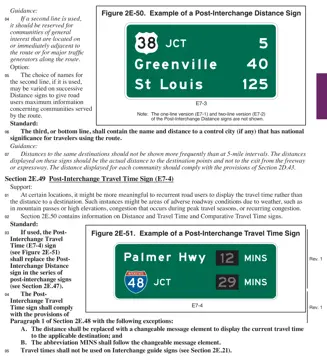 Guidance:
04 If a second line is used,
it should be reserved for
communities of general
interest that are located on
or immediately adjacent to
the route or for major traffic
generators along the route.
Option:
05 The choice of names for
the second line, if it is used,
may be varied on successive
Distance signs to give road
users maximum information
concerning communities served
by the route.
Figure 2E-50. Example of a Post-Interchange Distance Sign
38 JCT 5
Greenville 40
St Louis 125
E7-3
Note: The one-line version (E7-1) and two-line version (E7-2)
of the Post-Interchange Distance signs are not shown.
Standard:
06 The third, or bottom line, shall contain the name and distance to a control city (if any) that has national
significance for travelers using the route.
Guidance:
07 Distances to the same destinations should not be shown more frequently than at 5-mile intervals. The distances
displayed on these signs should be the actual distance to the destination points and not to the exit from the freeway
or expressway. The distance displayed for each community should comply with the provisions of Section 2D.43.
Section 2E.49 Post-Interchange Travel Time Sign (E7-4)
Support:
01 At certain locations, it might be more meaningful to recurrent road users to display the travel time rather than
the distance to a destination. Such instances might be areas of adverse roadway conditions due to weather, such as
in mountain passes or high elevations, congestion that occurs during peak travel seasons, or recurring congestion.
02 Section 2E.50 contains information on Distance and Travel Time and Comparative Travel Time signs.
Standard:
03 If used, the Post-
Interchange Travel
Time (E7-4) sign
(see Figure 2E-51)
shall replace the Post-
Interchange Distance
sign in the series of
post-interchange signs
(see Section 2E.47).
04 The Post-
Interchange Travel
Time sign shall comply
with the provisions of
Figure 2E-51. Example of a Post-Interchange Travel Time Sign
Palmer Hwy 12 MINS
48 JCT 29 MINS
E7-4
Rev. 1
Rev. 1
Paragraph 1 of Section 2E.48 with the following exceptions:
A. The distance shall be replaced with a changeable message element to display the current travel time
to the applicable destination; and
B. The abbreviation MINS shall follow the changeable message element.
05 Travel times shall not be used on Interchange guide signs (see Section 2E.21).